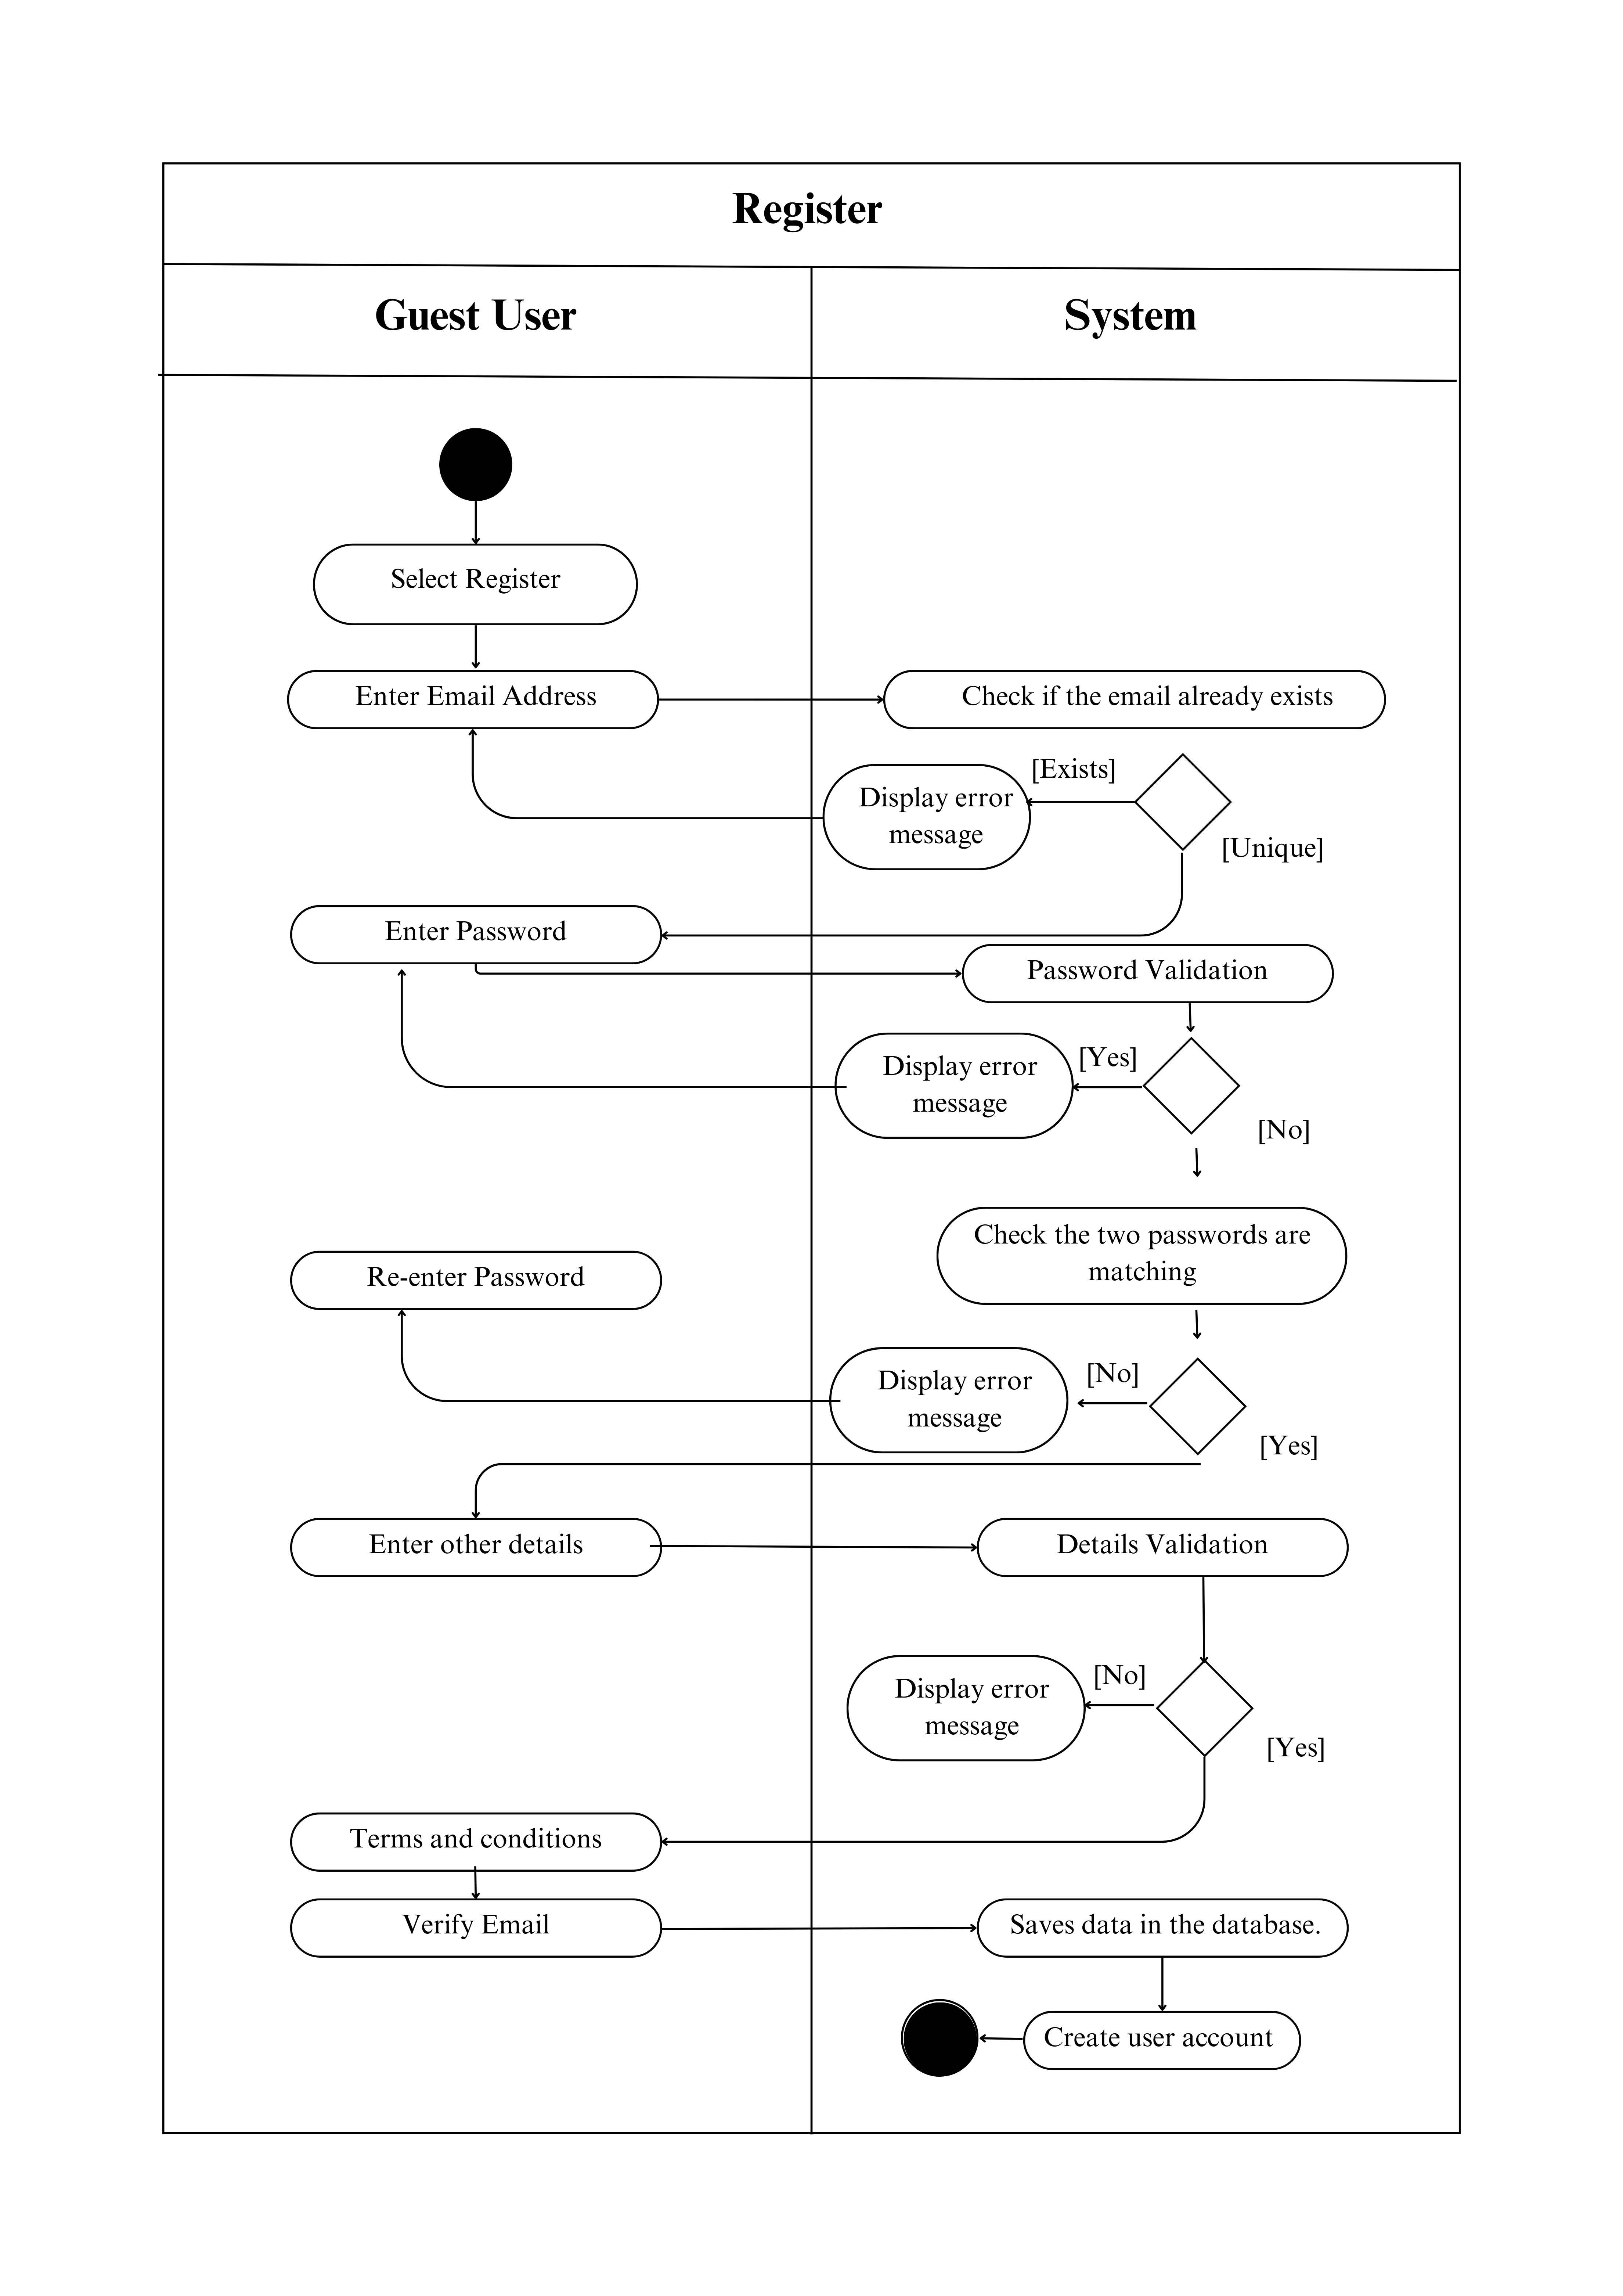 Register
Guest User
System
Select Register
Enter Email Address
Check if the email already exists
[Exists]
Display error
message
[Unique]
Enter Password
Password Validation
[Yes]
Display error
message
[No]
Check the two passwords are
matching
Re-enter Password
[No]
Display error
message
[Yes]
Enter other details
Details Validation
[No]
Display error
message
[Yes]
Terms and conditions
Verify Email
Saves data in the database.
Create user account